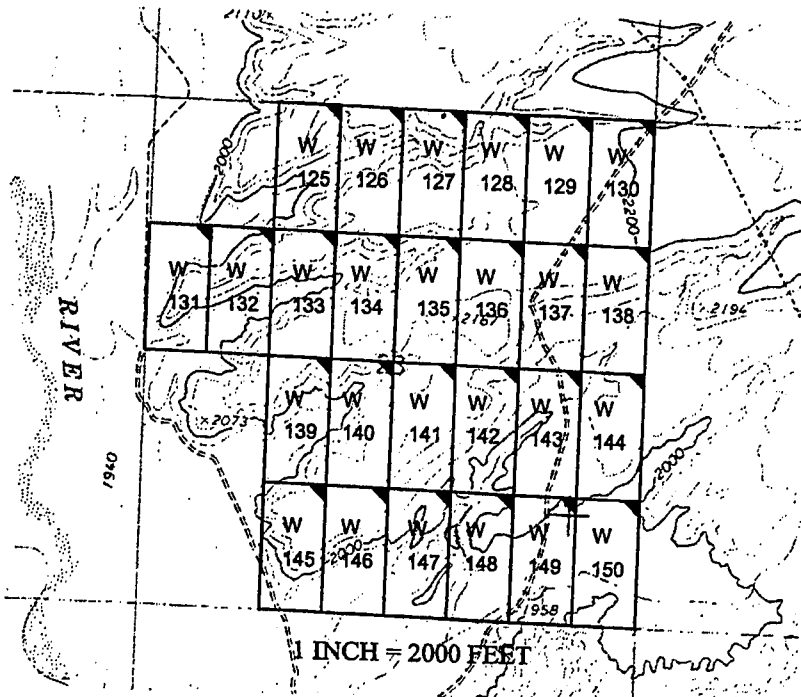 W W W W W W
125 126 127 128 129 130
2000
2200
W W W W W W W W
131 132 133 134 135 136 137 138
2167
2194
RIVER
W W W W W W
139 140 141 142 143 144
×2073
2000
1940
W W W W W W
145 146 147 148 149 150
2000
1958
1 INCH = 2000 FEET